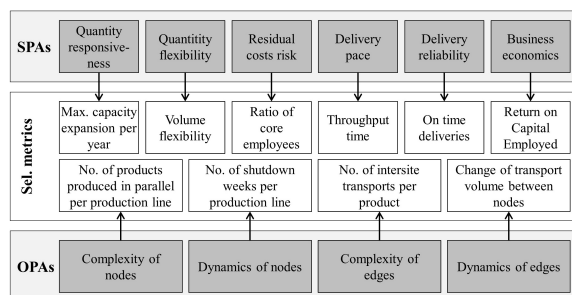 SPAs
Quantity
responsive-
ness
Quantitity
flexibility
Residual
costs risk
Delivery
pace
Delivery
reliability
Business
economics
Sel. metrics
Max. capacity
expansion per
year
Volume
flexibility
Ratio of
core
employees
Throughput
time
On time
deliveries
Return on
Capital
Employed
No. of products
produced in parallel
per production line
No. of shutdown
weeks per
production line
No. of intersite
transports per
product
Change of transport
volume between
nodes
OPAs
Complexity of
nodes
Dynamics of nodes
Complexity of
edges
Dynamics of edges